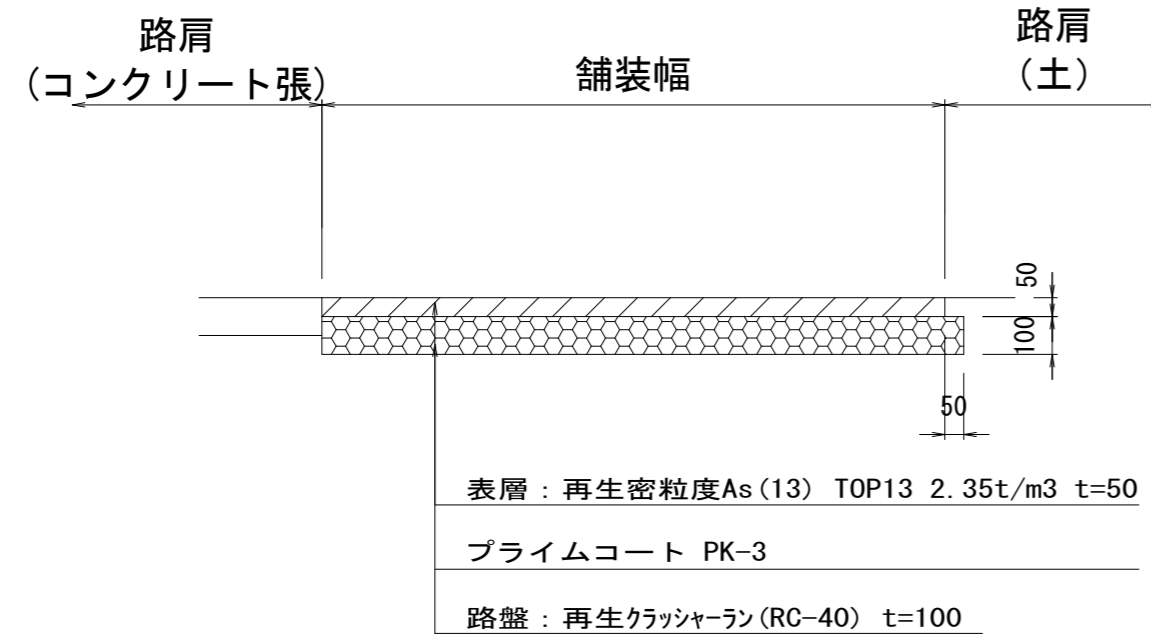 路肩
(コンクリート張)
舗装幅
路肩
(土)
50
100
50
表層：再生密粒度As(13) TOP13 2.35t/m3 t=50
プライムコート PK-3
路盤：再生クラッシャーラン(RC-40) t=100